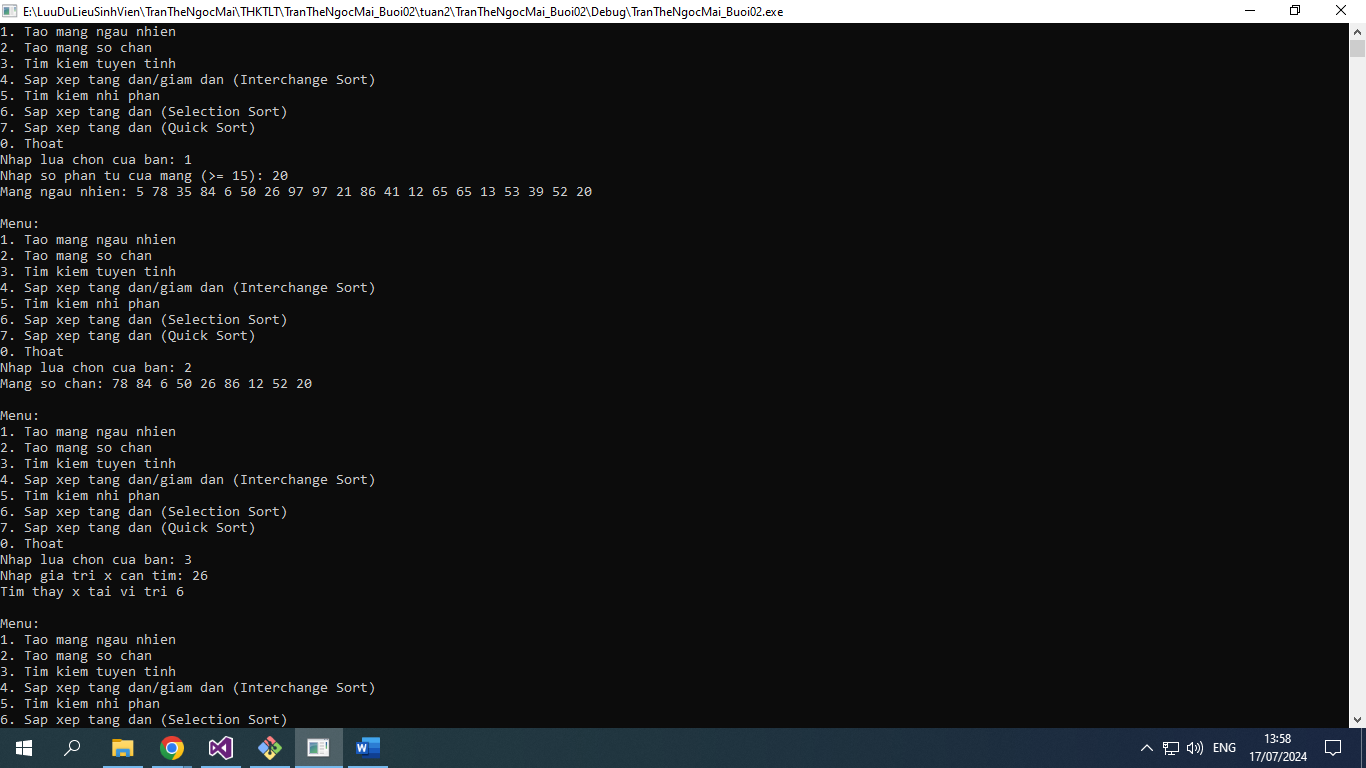 E:\LuuDuLieuSinhVien\TranTheNgocMai\THKTLT\TranTheNgocMai_Buoi02\tuan2\TranTheNgocMai_Buoi02\Debug\TranTheNgocMai_Buoi02.exe
1. Tao mang ngau nhien
2. Tao mang so chan
3. Tim kiem tuyen tinh
4. Sap xep tang dan/giam dan (Interchange Sort)
5. Tim kiem nhi phan
6. Sap xep tang dan (Selection Sort)
7. Sap xep tang dan (Quick Sort)
0. Thoat
Nhap lua chon cua ban: 1
Nhap so phan tu cua mang (>= 15): 20
Mang ngau nhien: 5 78 35 84 6 50 26 97 97 21 86 41 12 65 65 13 53 39 52 20
Menu:
1. Tao mang ngau nhien
2. Tao mang so chan
3. Tim kiem tuyen tinh
4. Sap xep tang dan/giam dan (Interchange Sort)
5. Tim kiem nhi phan
6. Sap xep tang dan (Selection Sort)
7. Sap xep tang dan (Quick Sort)
0. Thoat
Nhap lua chon cua ban: 2
Mang so chan: 78 84 6 50 26 86 12 52 20
Menu:
1. Tao mang ngau nhien
2. Tao mang so chan
3. Tim kiem tuyen tinh
4. Sap xep tang dan/giam dan (Interchange Sort)
5. Tim kiem nhi phan
6. Sap xep tang dan (Selection Sort)
7. Sap xep tang dan (Quick Sort)
0. Thoat
Nhap lua chon cua ban: 3
Nhap gia tri x can tim: 26
Tim thay x tai vi tri 6
Menu:
1. Tao mang ngau nhien
2. Tao mang so chan
3. Tim kiem tuyen tinh
4. Sap xep tang dan/giam dan (Interchange Sort)
5. Tim kiem nhi phan
6. Sap xep tang dan (Selection Sort)
ENG
13:58
17/07/2024